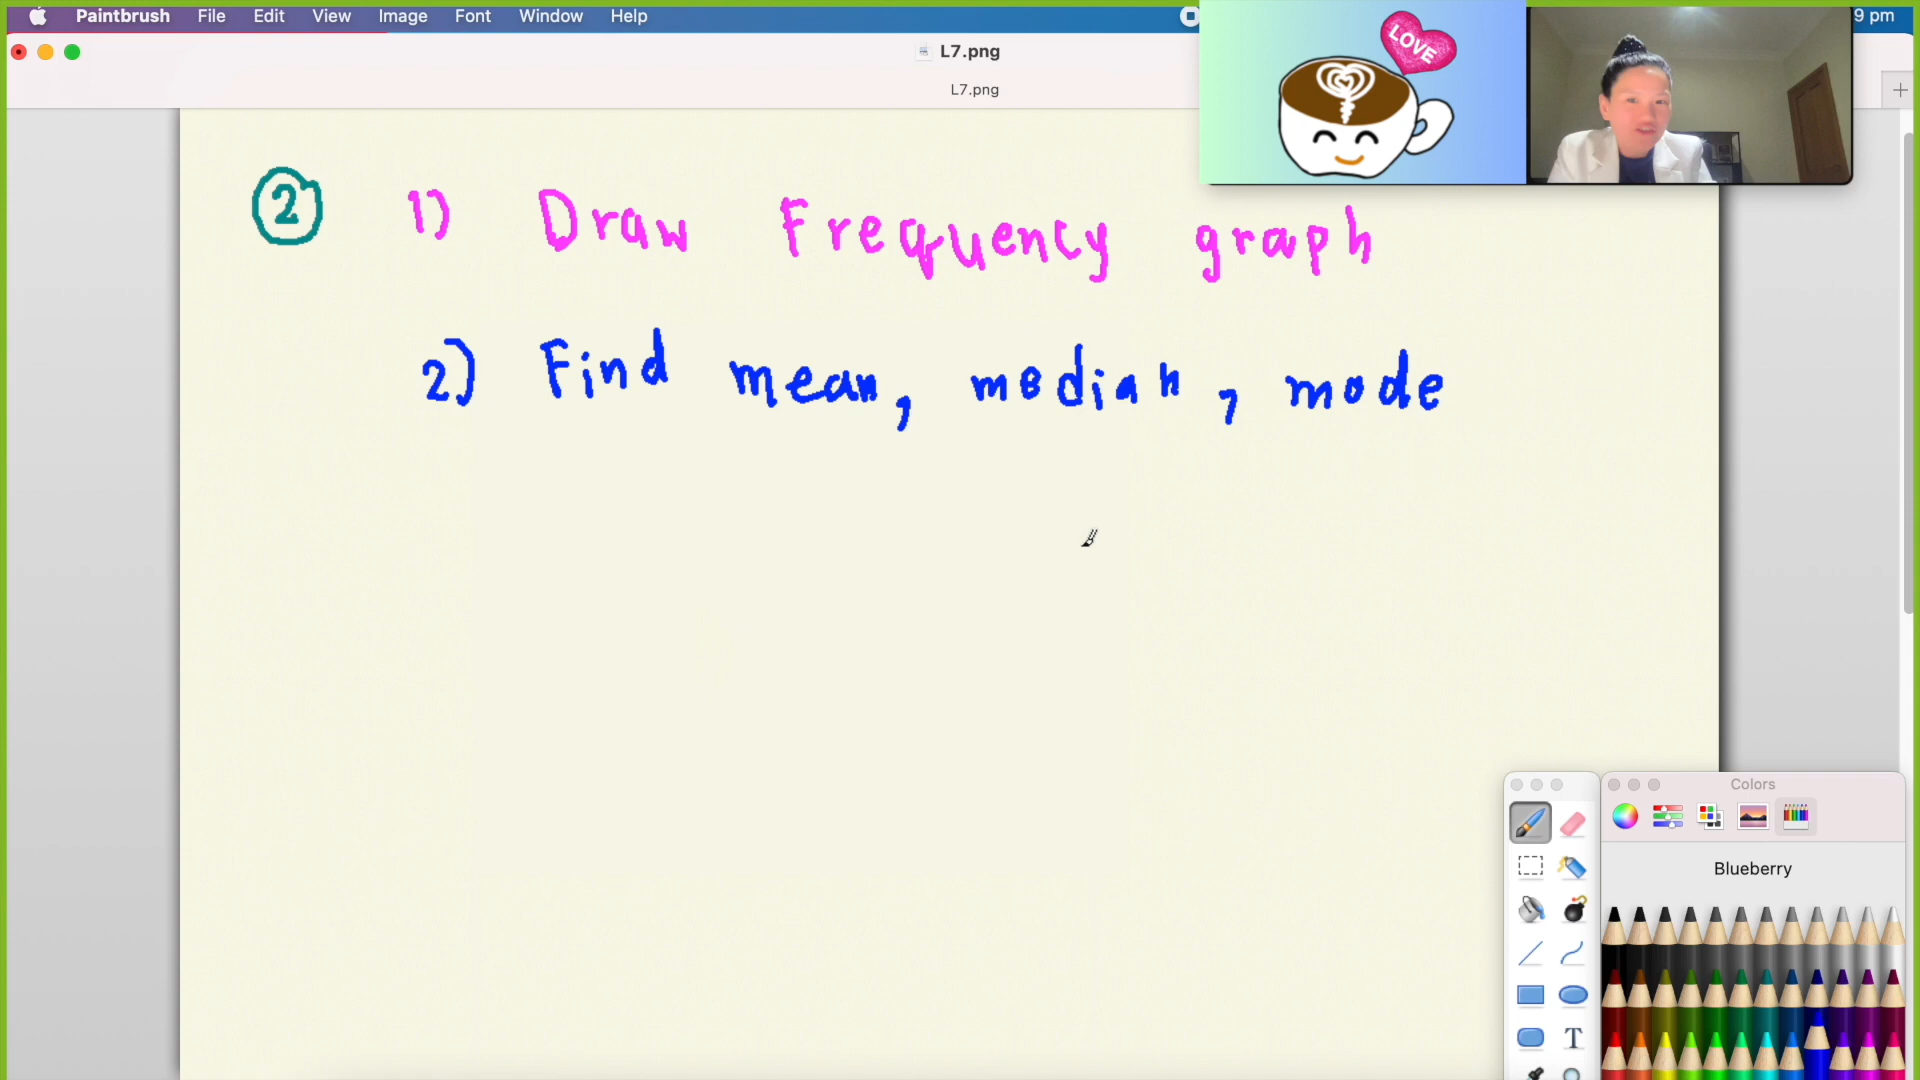 Paintbrush File Edit View Image Font Window Help
9 pm
L7.png
L7.png
LOVE
2 1) Draw Frequency graph
2) Find mean, median, mode
Colors
Blueberry
T